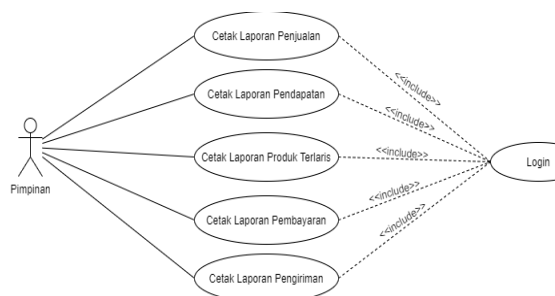 Cetak Laporan Penjualan
<<include>>
Cetak Laporan Pendapatan
<<include>>
Cetak Laporan Produk Terlaris
<<include>>
Login
Pimpinan
<<include>>
Cetak Laporan Pembayaran
<<include>>
Cetak Laporan Pengiriman